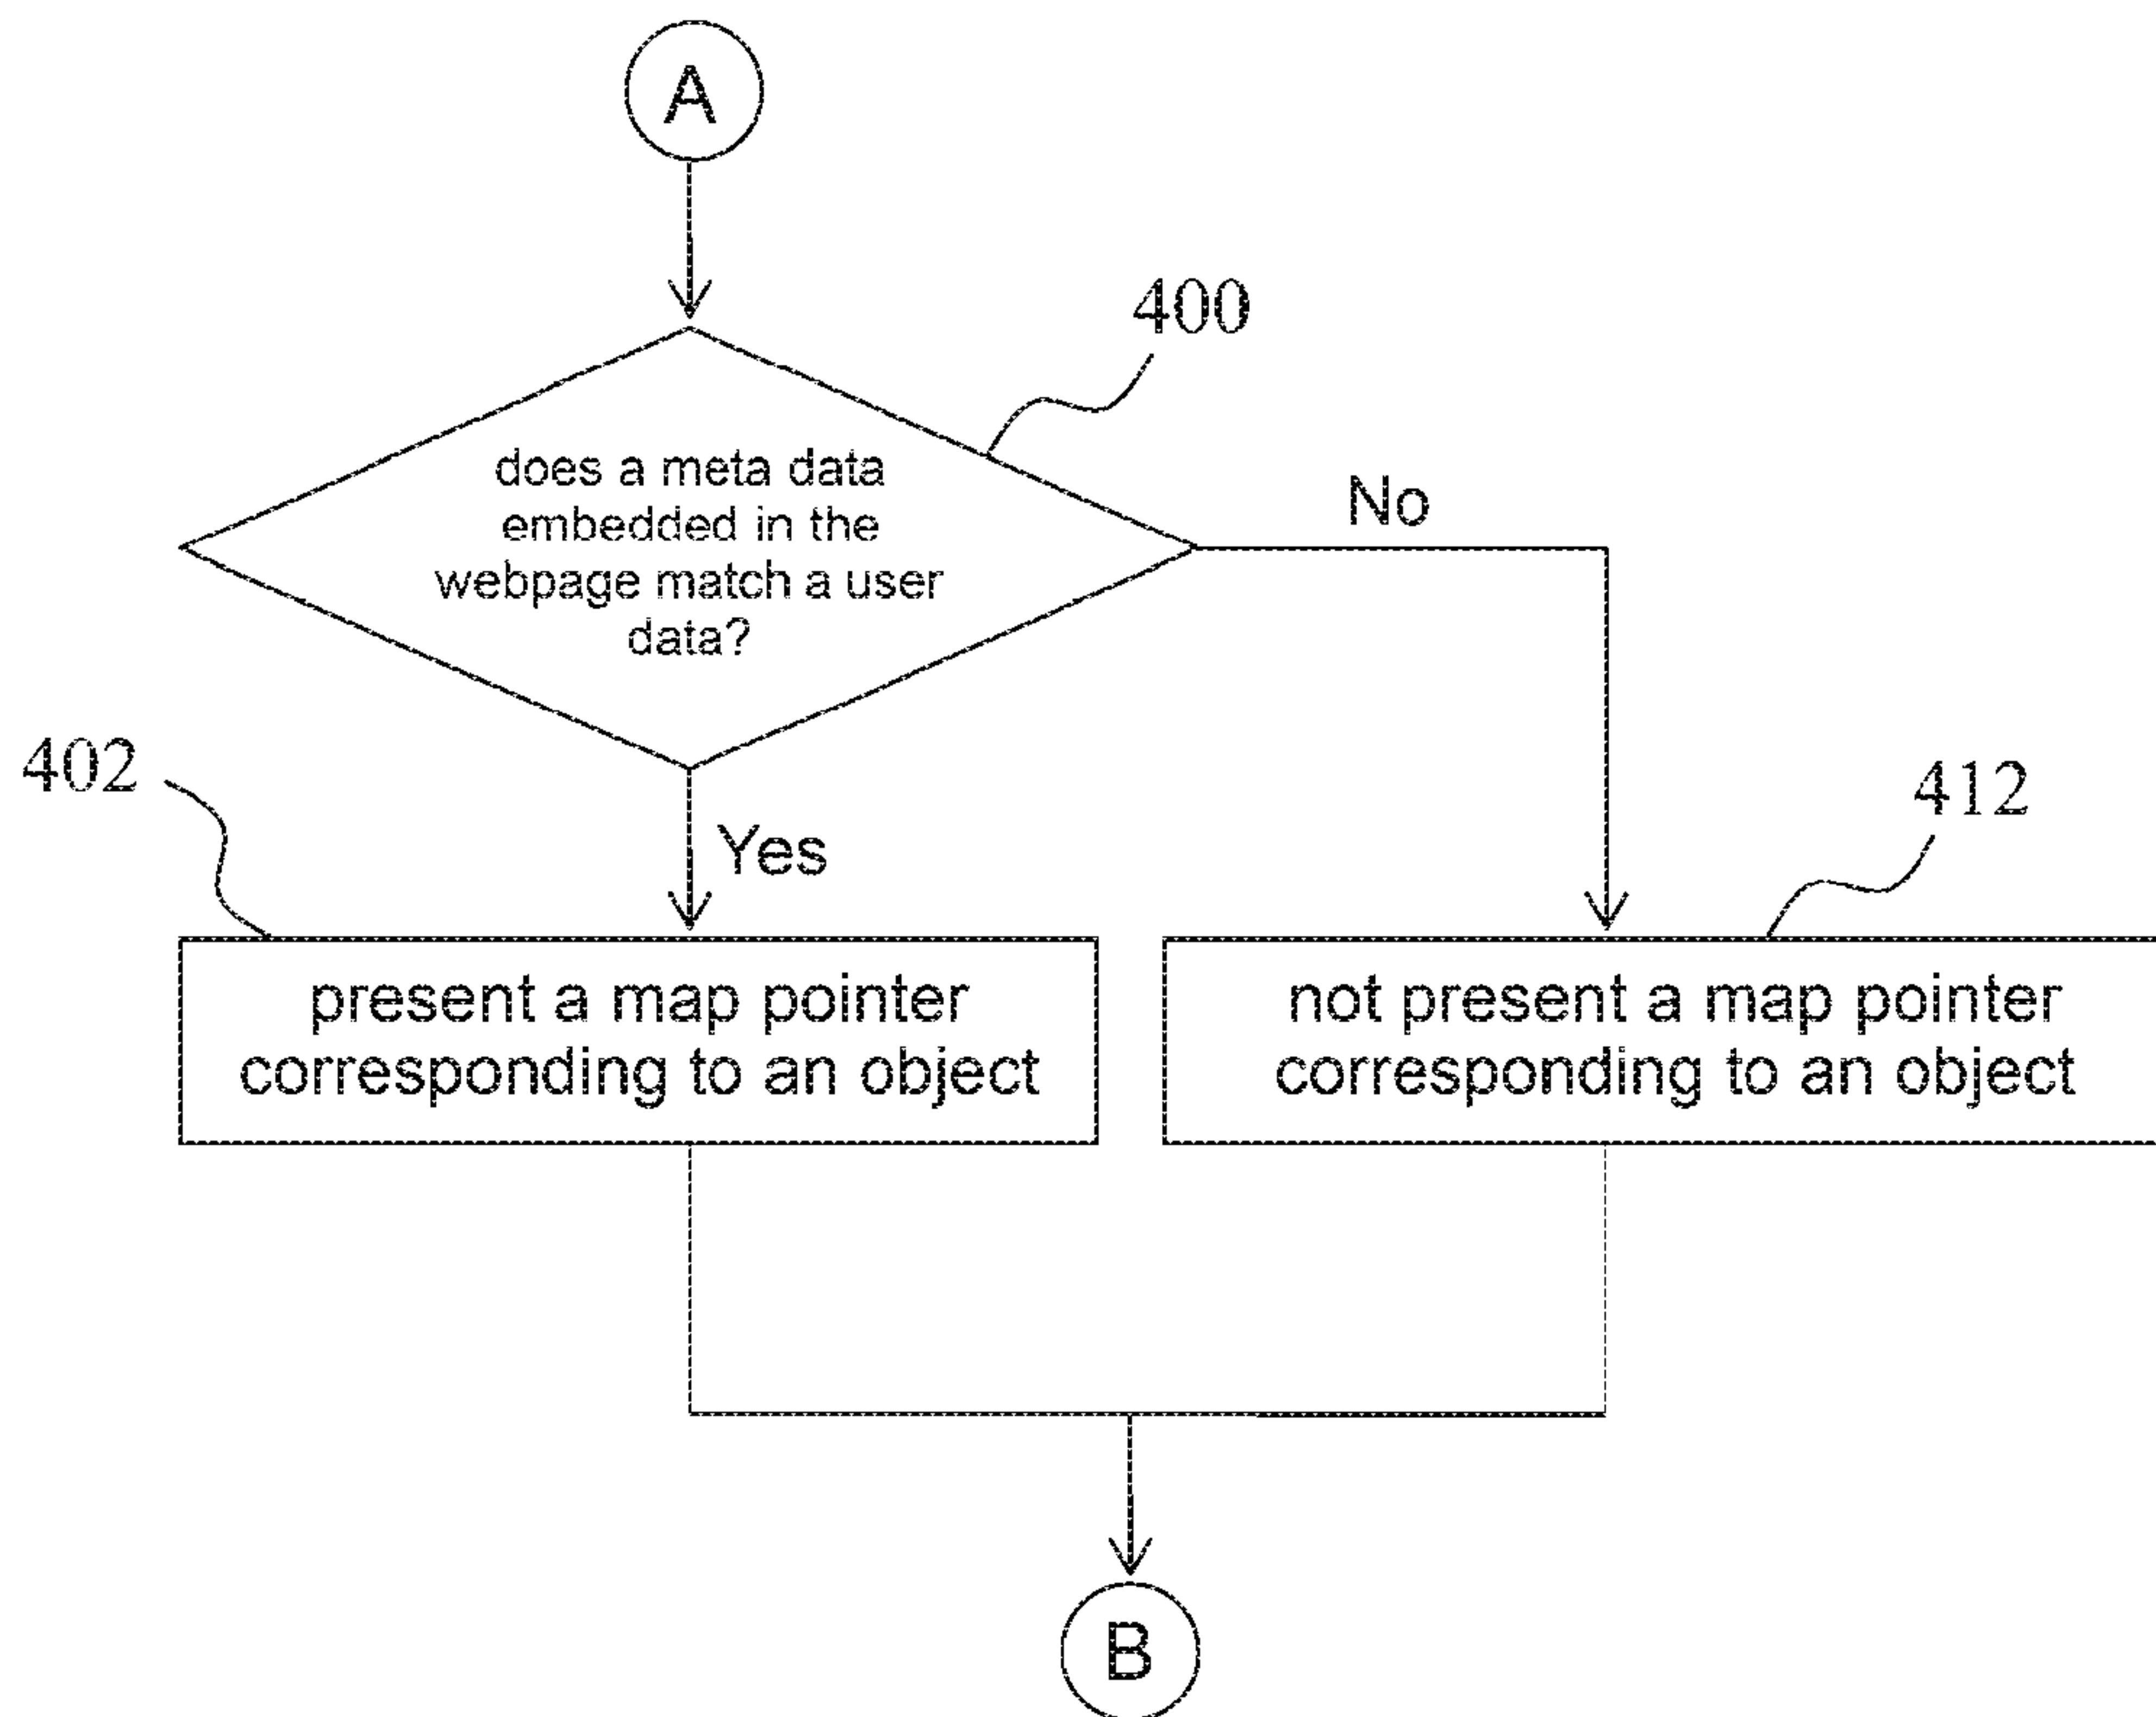 A
400
does a meta data
embedded in the
webpage match a user
data?
No
402
Yes
412
present a map pointer
corresponding to an object
not present a map pointer
corresponding to an object
B